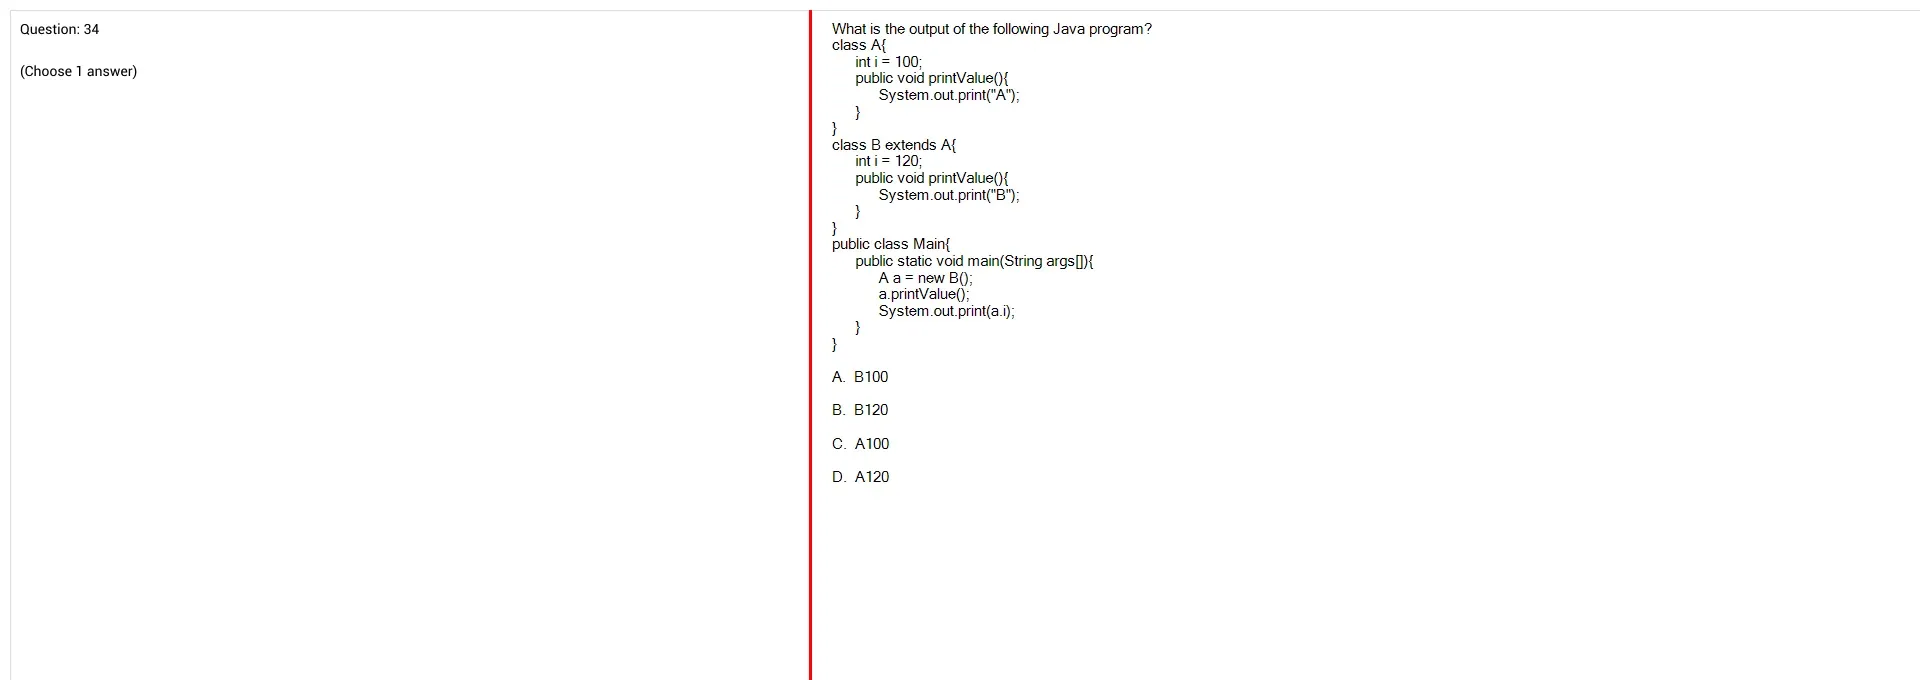 Question: 34
(Choose 1 answer)
What is the output of the following Java program?
class A{
int i = 100;
public void printValue(){
System.out.print("A");
}
}
class B extends A{
int i = 120;
public void printValue(){
System.out.print("B");
}
}
public class Main{
public static void main(String args[]){
A a = new B();
a.printValue();
System.out.print(a.i);
}
}
A. B100
B. B120
C. A100
D. A120